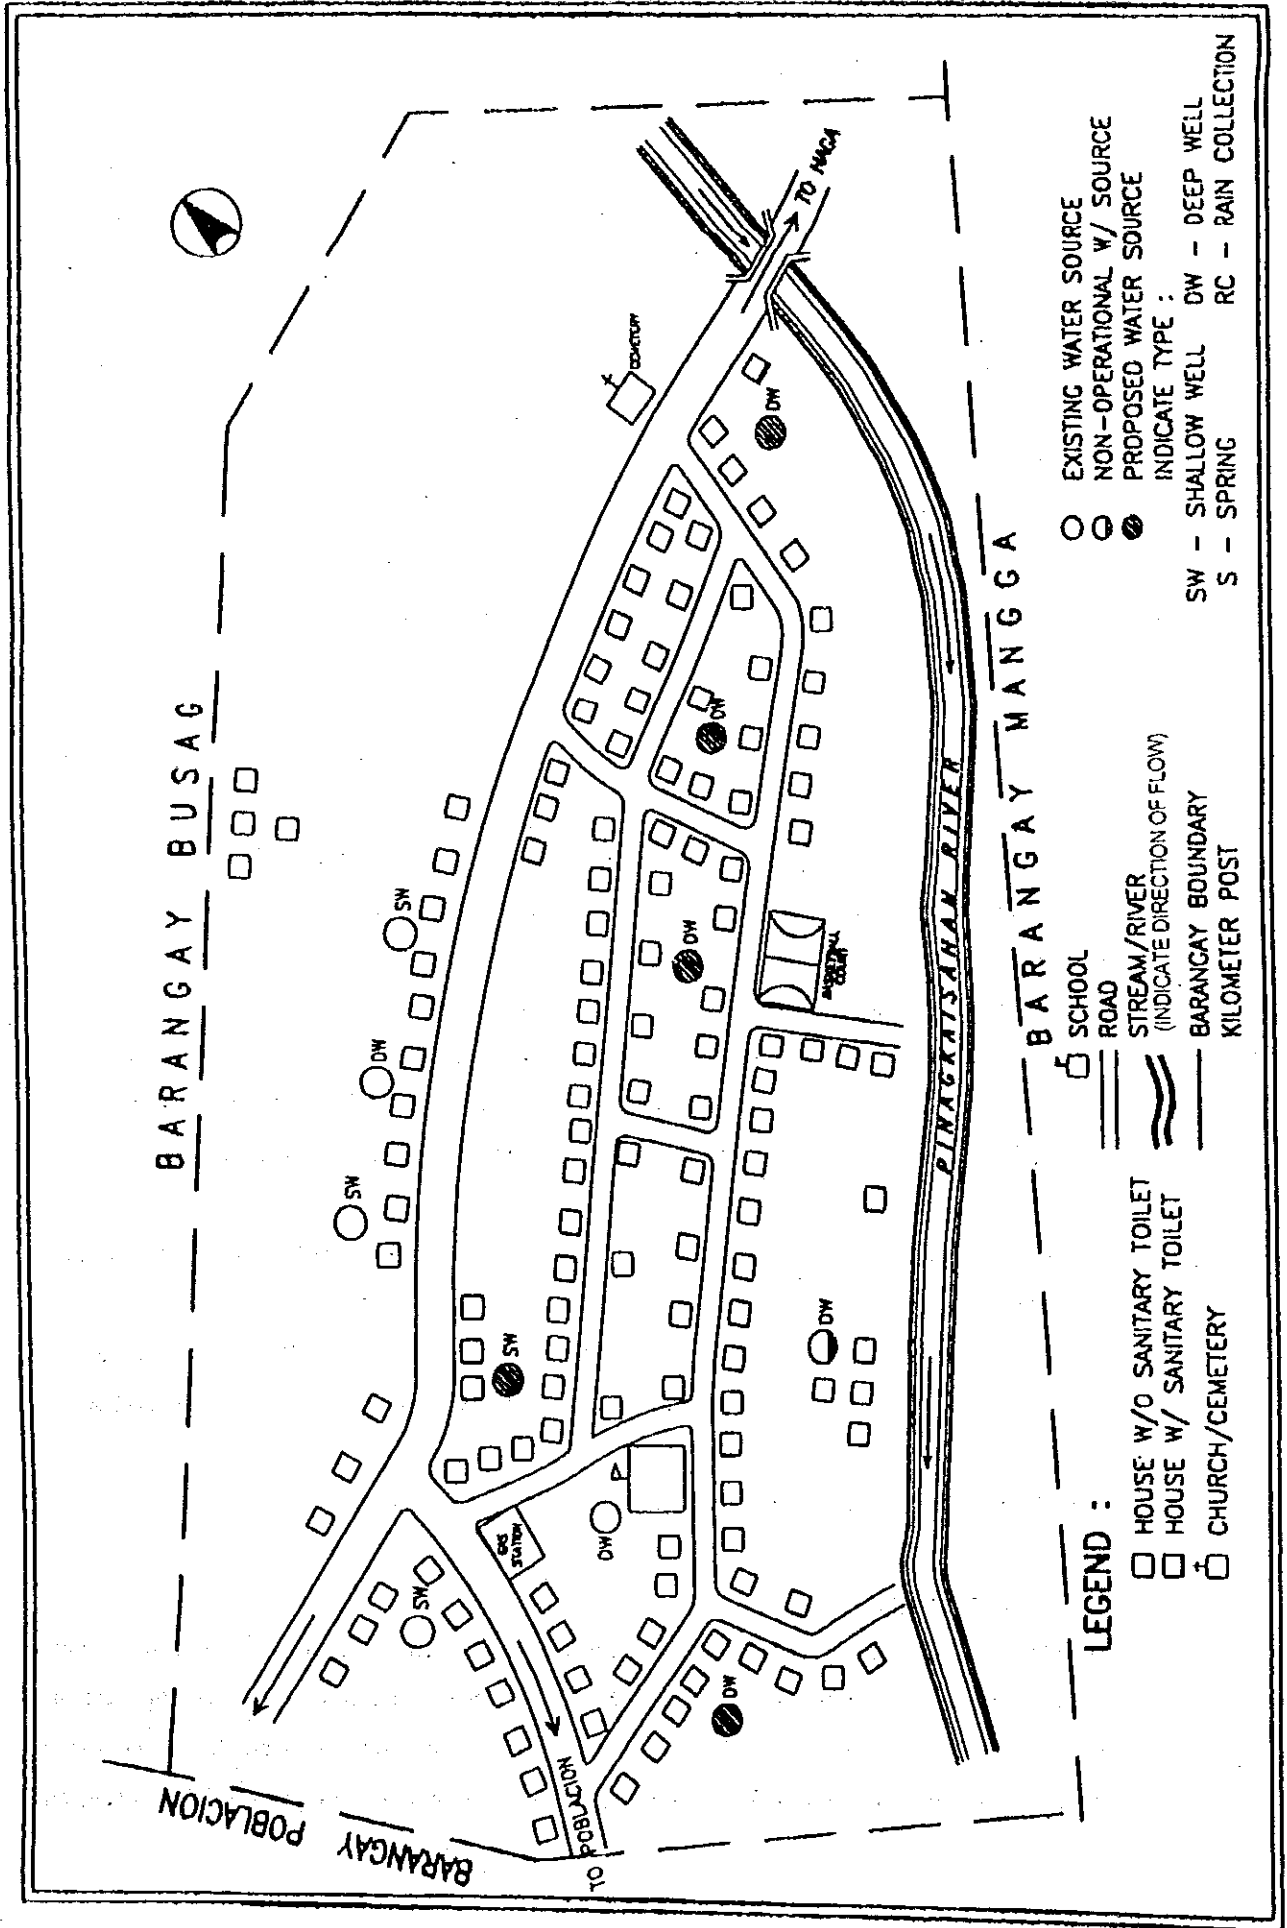 BARANGAY BUSAG
BARANGAY POBLACION
SW
DW
SW
CEMETERY
TO HAGA
DW
DW
DW
SW
SW
DW
GAS
STATION
DW
DW
BASKETBALL
COURT
TO POBLACION
PINAGKAISAHAN RIVER
BARANGAY MANGGA
LEGEND :
HOUSE W/O SANITARY TOILET
HOUSE W/ SANITARY TOILET
CHURCH/CEMETERY
SCHOOL
ROAD
STREAM/RIVER
(INDICATE DIRECTION OF FLOW)
BARANGAY BOUNDARY
KILOMETER POST
EXISTING WATER SOURCE
NON-OPERATIONAL W/ SOURCE
PROPOSED WATER SOURCE
INDICATE TYPE :
SW - SHALLOW WELL DW - DEEP WELL
S - SPRING RC - RAIN COLLECTION